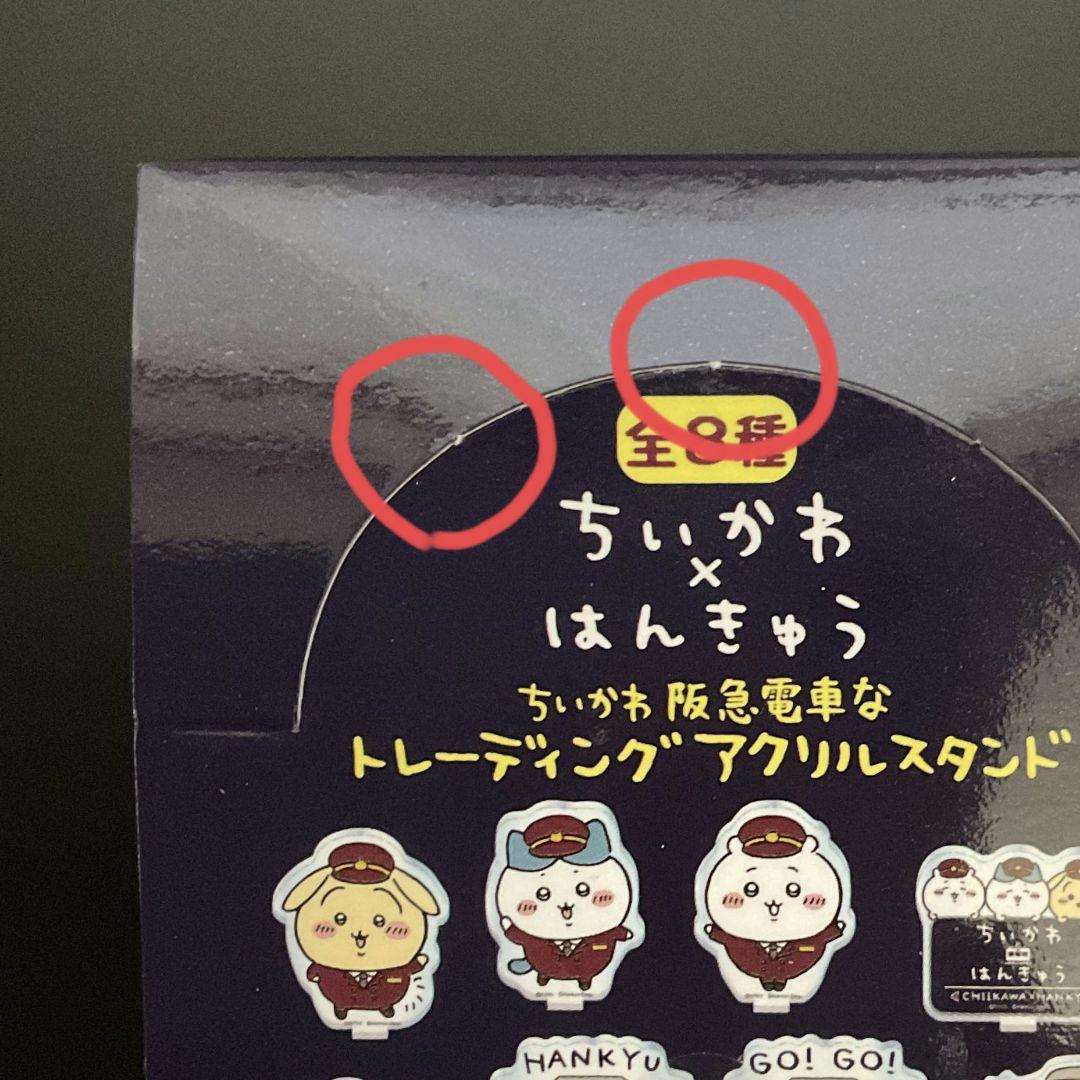 全8種
ちいかわ
×
はんきゅう
ちいかわ 阪急電車な
トレーディングアクリルスタンド
ちいかわ
はんきゅう
CHIIKAWA×HANKY
HANKYU
GO! GO!